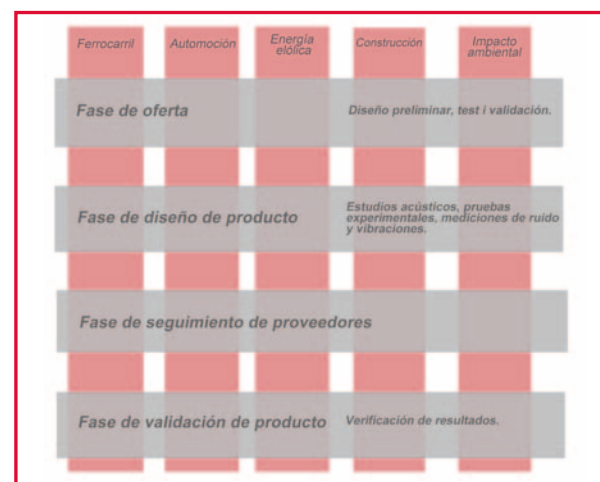 Ferrocarril
Automoción
Energía
elólica
Construcción
Impacto
ambiental
Fase de oferta
Diseño preliminar, test i validación.
Fase de diseño de producto
Estudios acústicos, pruebas
experimentales, mediciones de ruido
y vibraciones.
Fase de seguimiento de proveedores
Fase de validación de producto
Verificación de resultados.